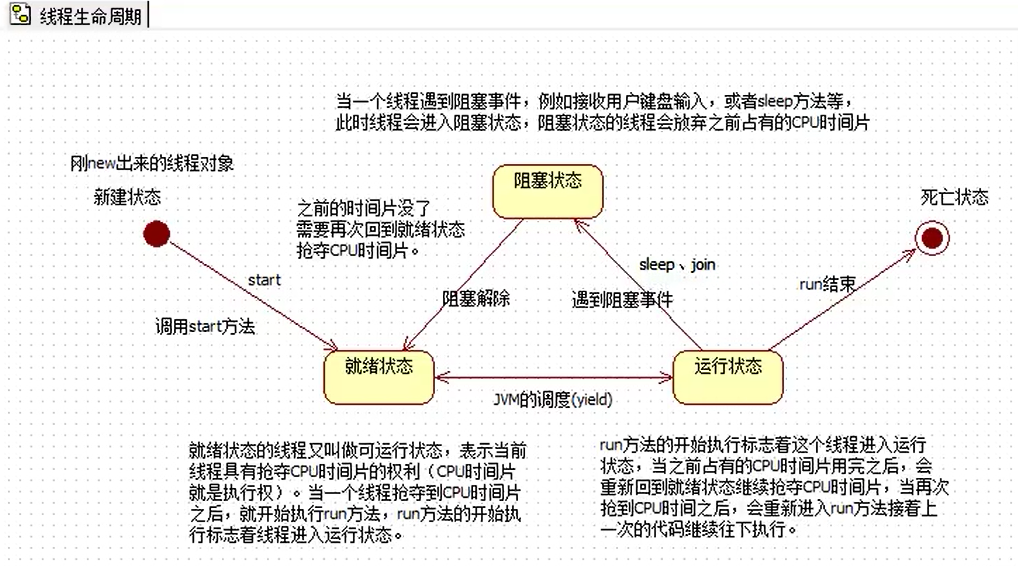 线程生命周期
当一个线程遇到阻塞事件，例如接收用户键盘输入，或者sleep方法等，
此时线程会进入阻塞状态，阻塞状态的线程会放弃之前占有的CPU时间片
刚new出来的线程对象
新建状态
阻塞状态
死亡状态
之前的时间片没了
需要再次回到就绪状态
抢夺CPU时间片。
start
sleep、join
run结束
阻塞解除
遇到阻塞事件
调用start方法
就绪状态
运行状态
JVM的调度(yield)
就绪状态的线程又叫做可运行状态，表示当前
线程具有抢夺CPU时间片的权利（CPU时间片
就是执行权）。当一个线程抢夺到CPU时间片
之后，就开始执行run方法，run方法的开始执
行标志着线程进入运行状态。
run方法的开始执行标志着这个线程进入运行
状态，当之前占有的CPU时间片用完之后，会
重新回到就绪状态继续抢夺CPU时间片，当再次
抢到CPU时间之后，会重新进入run方法接着上
一次的代码继续往下执行。